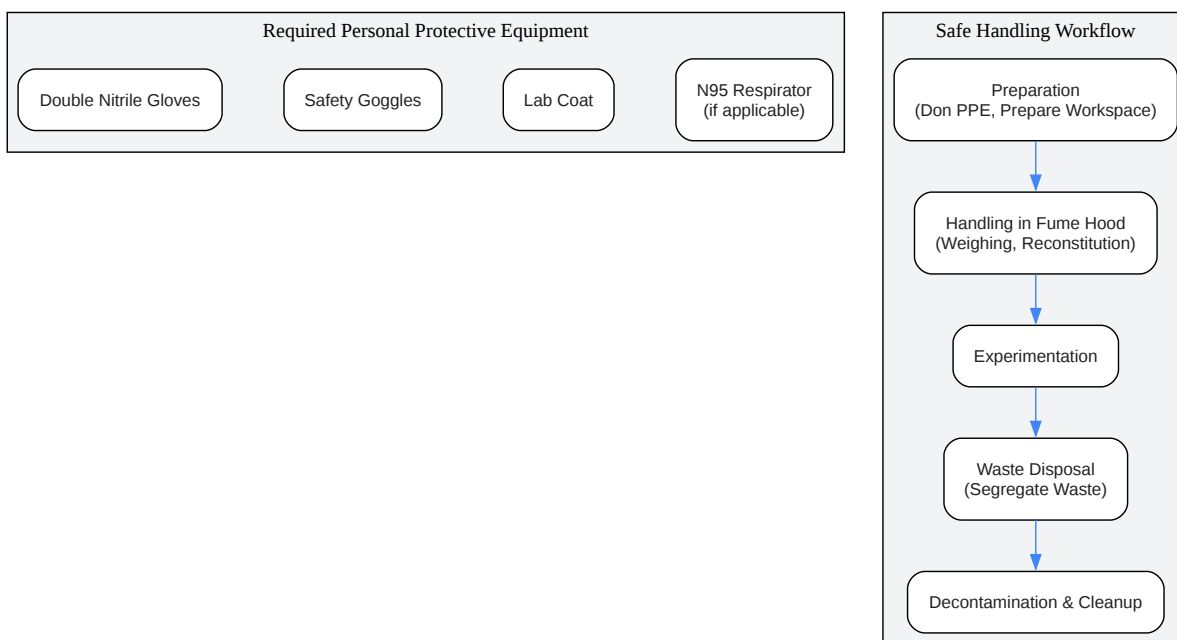 Required Personal Protective Equipment
Double Nitrile Gloves
Safety Goggles
Lab Coat
N95 Respirator
(if applicable)
Safe Handling Workflow
Preparation
(Don PPE, Prepare Workspace)
Handling in Fume Hood
(Weighing, Reconstitution)
Experimentation
Waste Disposal
(Segregate Waste)
Decontamination & Cleanup